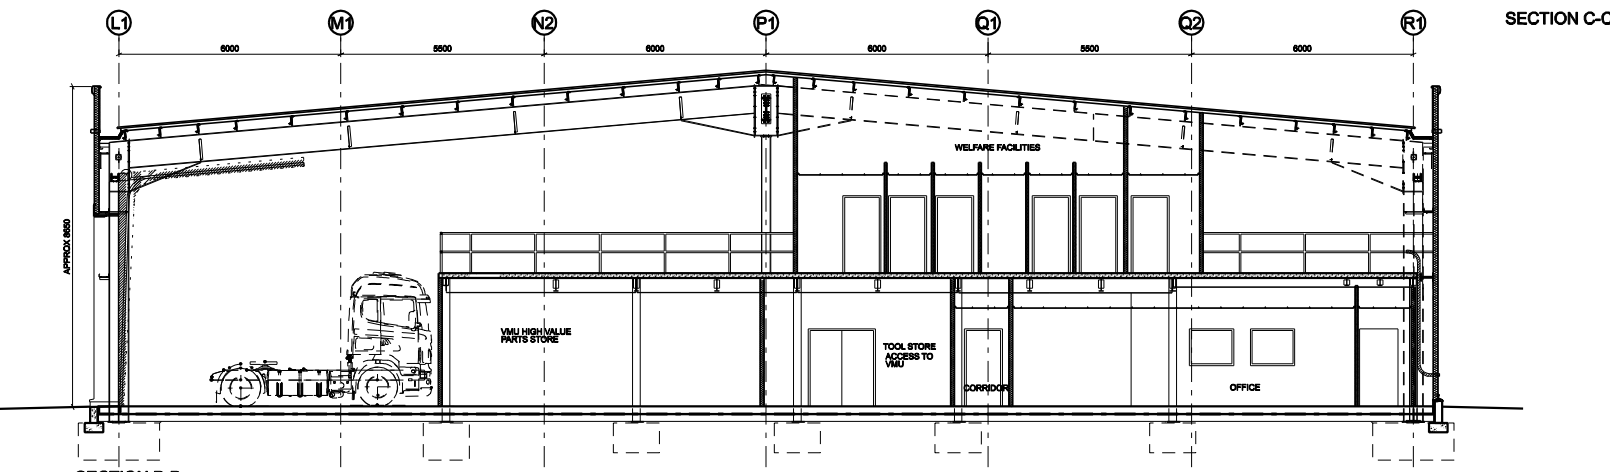 L1 M1 N2 P1 Q1 Q2 R1
SECTION C-C
6000 5500 6000 6000 5500 6000
WELFARE FACILITIES
APPROX 8650
VMU HIGH VALUE
PARTS STORE
TOOL STORE
ACCESS TO
VMU
CORRIDOR
OFFICE